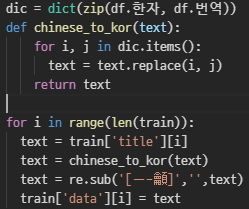 dic = dict(zip(df.한자, df.번역))
def chinese_to_kor(text):
    for i, j in dic.items():
      text = text.replace(i, j)
    return text
for i in range(len(train)):
  text = train['title'][i]
  text = chinese_to_kor(text)
  text = re.sub('[一-龥]','',text)
  train['data'][i] = text